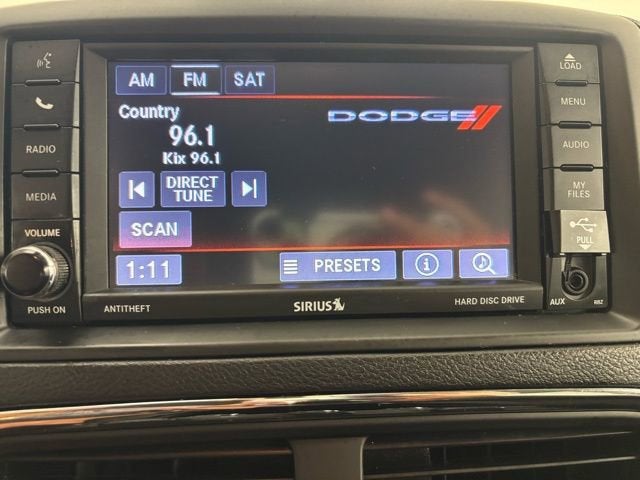 AM FM SAT
Country
DODGE
96.1
Kix 96.1
DIRECT
TUNE
SCAN
1:11
PRESETS
RADIO
MEDIA
VOLUME
PUSH ON
ANTITHEFT
SIRIUS
HARD DISC DRIVE
LOAD
MENU
AUDIO
MY
FILES
PULL
AUX
RBZ